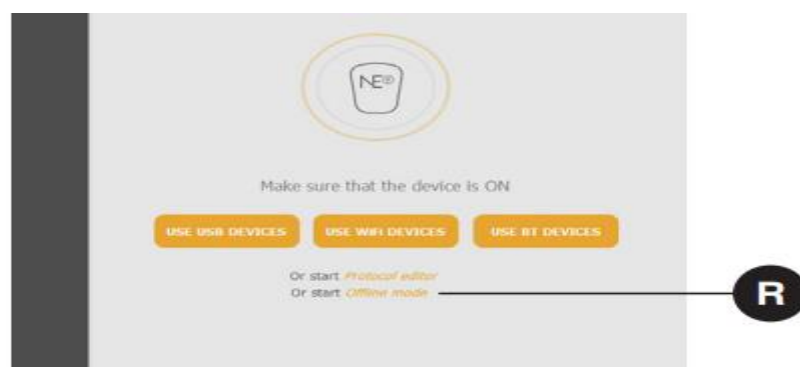 NE®
Make sure that the device is ON
USE USB DEVICES USE WiFi DEVICES USE BT DEVICES
Or start Protocol editor
Or start Offline mode
R